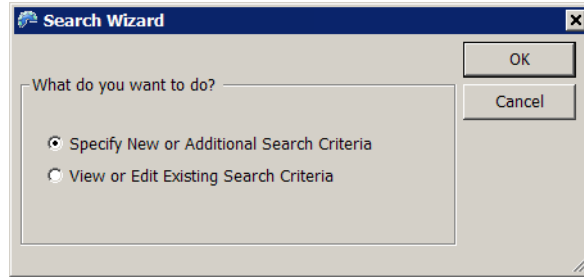 Search Wizard
OK
What do you want to do?
Cancel
Specify New or Additional Search Criteria
View or Edit Existing Search Criteria